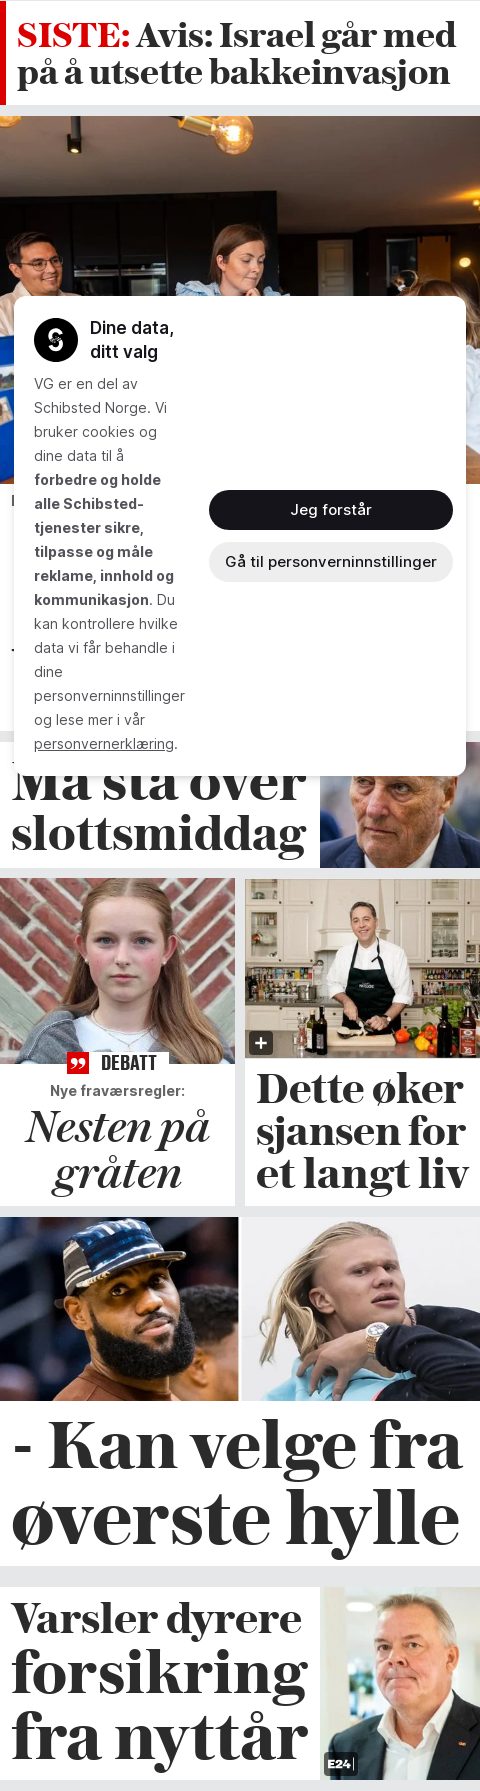 SISTE: Avis: Israel går med
på å utsette bakkeinvasjon
Dine data,
ditt valg
VG er en del av
Schibsted Norge. Vi
bruker cookies og
dine data til å
forbedre og holde
alle Schibsted-
tjenester sikre,
tilpasse og måle
reklame, innhold og
kommunikasjon. Du
kan kontrollere hvilke
data vi får behandle i
dine
personverninnstillinger
og lese mer i vår
personvernerklæring.
Jeg forstår
Gå til personverninnstillinger
Må stå over
slottsmiddag
DEBATT
Nye fraværsregler:
Nesten på
gråten
Dette øker
sjansen for
et langt liv
- Kan velge fra
øverste hylle
Varsler dyrere
forsikring
fra nyttår
E24